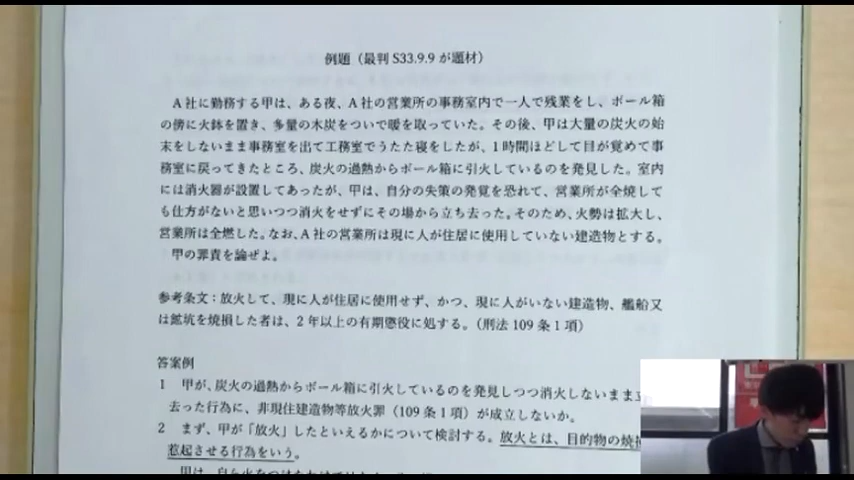 例題（最判 S33.9.9 が題材）
A社に勤務する甲は、ある夜、A社の営業所の事務室内で一人で残業をし、ボール箱
の傍に火鉢を置き、多量の木炭をついで暖を取っていた。その後、甲は大量の炭火の始
末をしないまま事務室を出て工務室でうたた寝をしたが、1時間ほどして目が覚めて事
務室に戻ってきたところ、炭火の過熱からボール箱に引火しているのを発見した。室内
には消火器が設置してあったが、甲は、自分の失策の発覚を恐れて、営業所が全焼して
も仕方がないと思いつつ消火をせずにその場から立ち去った。そのため、火勢は拡大し、
営業所は全燃した。なお、A社の営業所は現に人が住居に使用していない建造物とする。
甲の罪責を論ぜよ。
参考条文：放火して、現に人が住居に使用せず、かつ、現に人がいない建造物、艦船又
は鉱坑を焼損した者は、2年以上の有期懲役に処する。（刑法 109 条 1 項）
答案例
1 甲が、炭火の過熱からボール箱に引火しているのを発見しつつ消火しないまま
去った行為に、非現住建造物等放火罪（109 条 1 項）が成立しないか。
2 まず、甲が「放火」したといえるかについて検討する。放火とは、目的物の焼
惹起させる行為をいう。